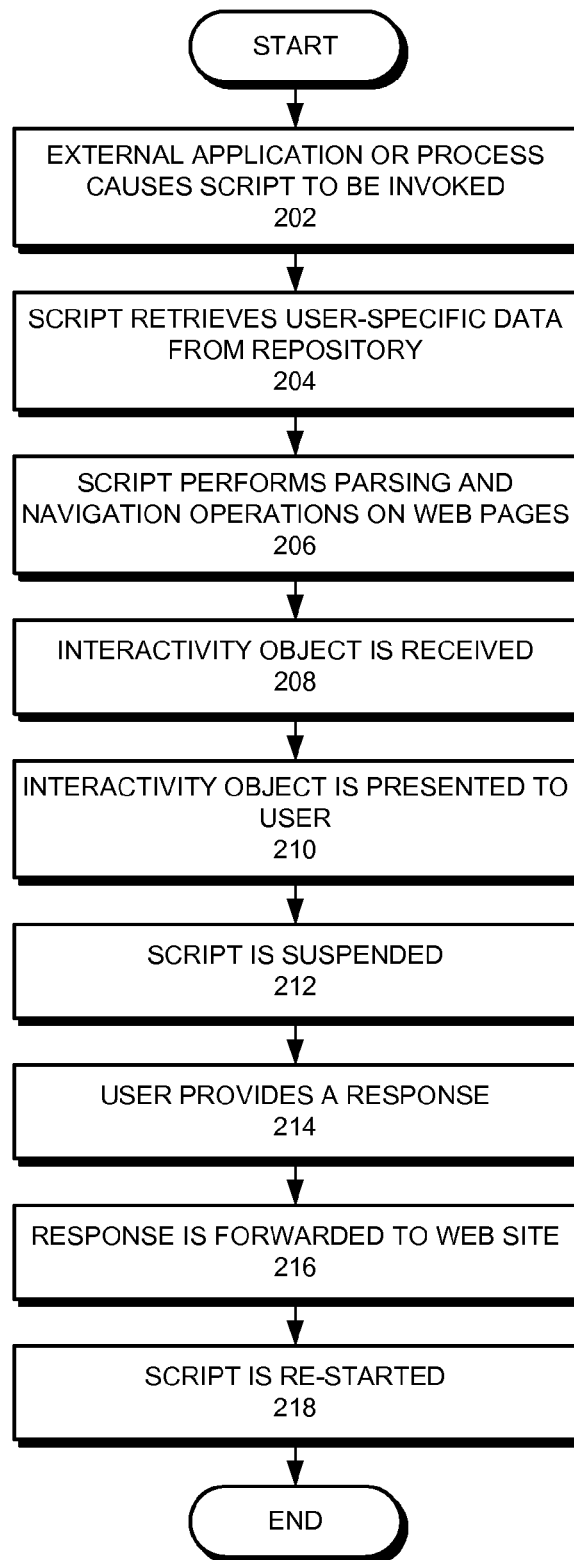 START
EXTERNAL APPLICATION OR PROCESS
CAUSES SCRIPT TO BE INVOKED
202
SCRIPT RETRIEVES USER-SPECIFIC DATA
FROM REPOSITORY
204
SCRIPT PERFORMS PARSING AND
NAVIGATION OPERATIONS ON WEB PAGES
206
INTERACTIVITY OBJECT IS RECEIVED
208
INTERACTIVITY OBJECT IS PRESENTED TO
USER
210
SCRIPT IS SUSPENDED
212
USER PROVIDES A RESPONSE
214
RESPONSE IS FORWARDED TO WEB SITE
216
SCRIPT IS RE-STARTED
218
END